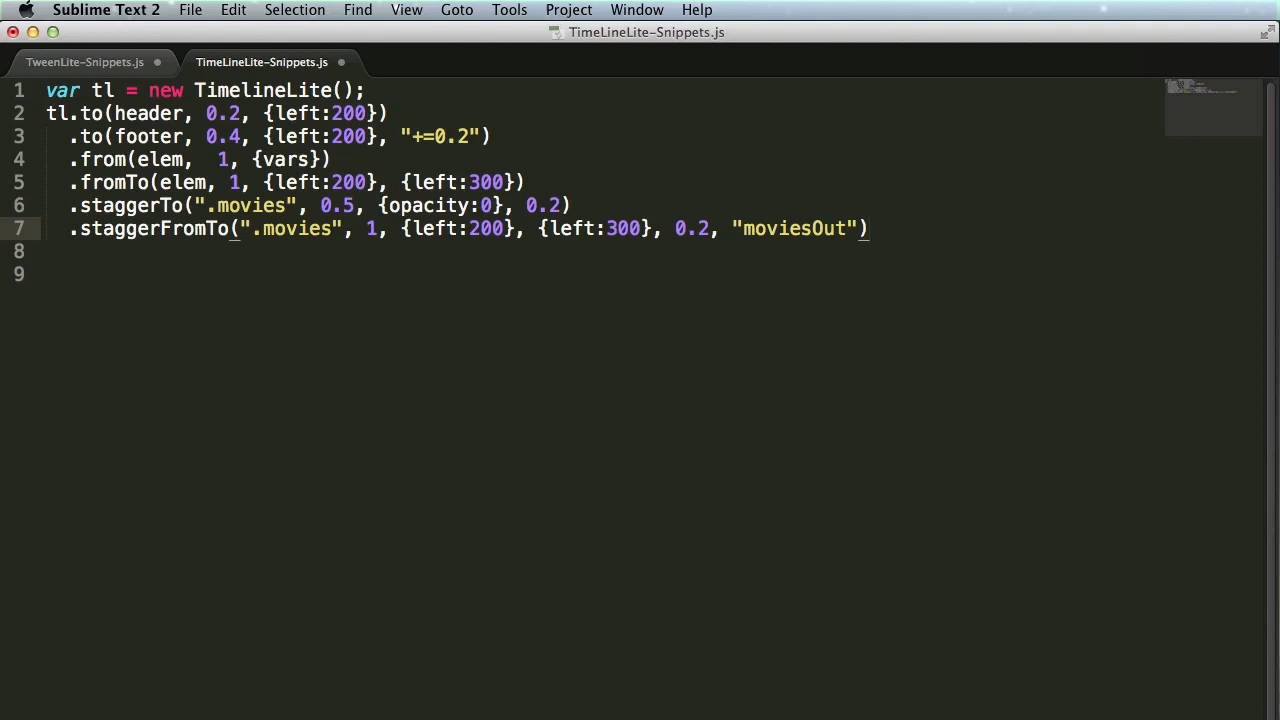 Sublime Text 2 File Edit Selection Find View Goto Tools Project Window Help
TimeLineLite-Snippets.js
TweenLite-Snippets.js TimeLineLite-Snippets.js
1 var tl = new TimelineLite();
2 tl.to(header, 0.2, {left:200})
3 .to(footer, 0.4, {left:200}, "+=0.2")
4 .from(elem,  1, {vars})
5 .fromTo(elem, 1, {left:200}, {left:300})
6 .staggerTo(".movies", 0.5, {opacity:0}, 0.2)
7 .staggerFromTo(".movies", 1, {left:200}, {left:300}, 0.2, "moviesOut")
8
9